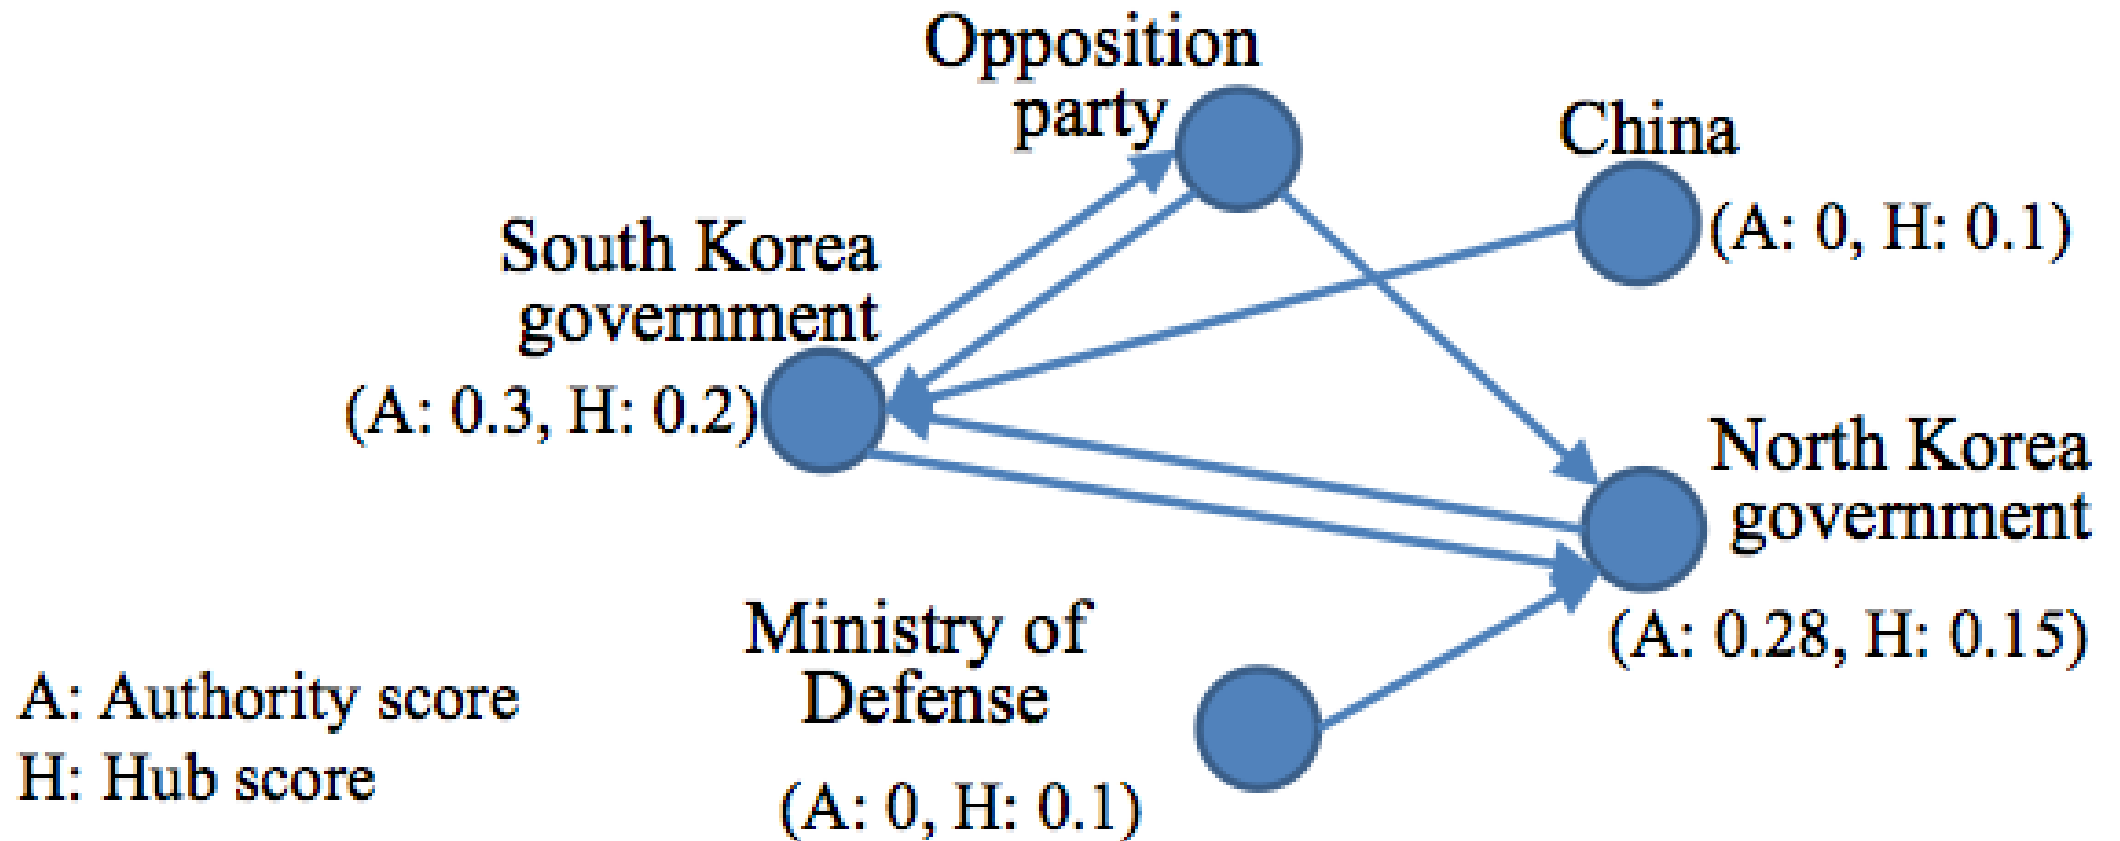 Opposition
party
China
(A: 0, H: 0.1)
South Korea
government
(A: 0.3, H: 0.2)
North Korea
government
(A: 0.28, H: 0.15)
Ministry of
Defense
(A: 0, H: 0.1)
A: Authority score
H: Hub score